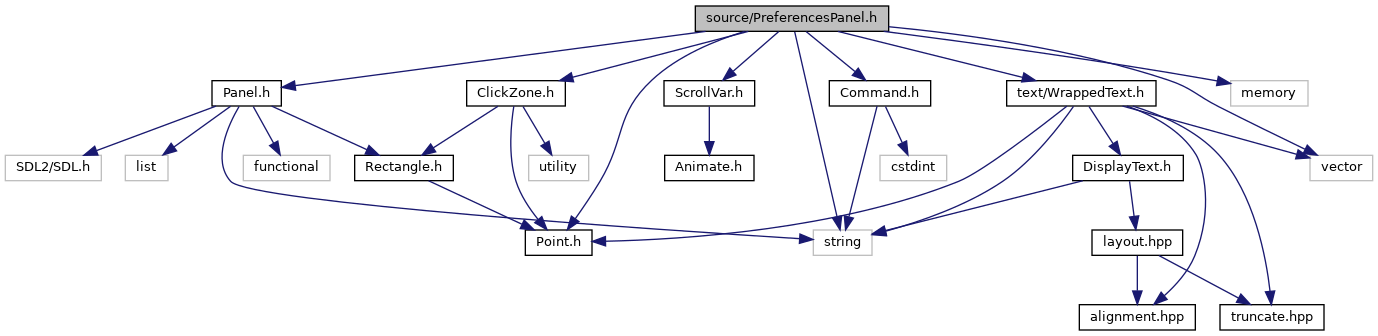 source/PreferencesPanel.h
Panel.h
ClickZone.h
ScrollVar.h
Command.h
text/WrappedText.h
memory
SDL2/SDL.h
list
functional
Rectangle.h
utility
Animate.h
cstdint
DisplayText.h
vector
Point.h
string
layout.hpp
alignment.hpp
truncate.hpp